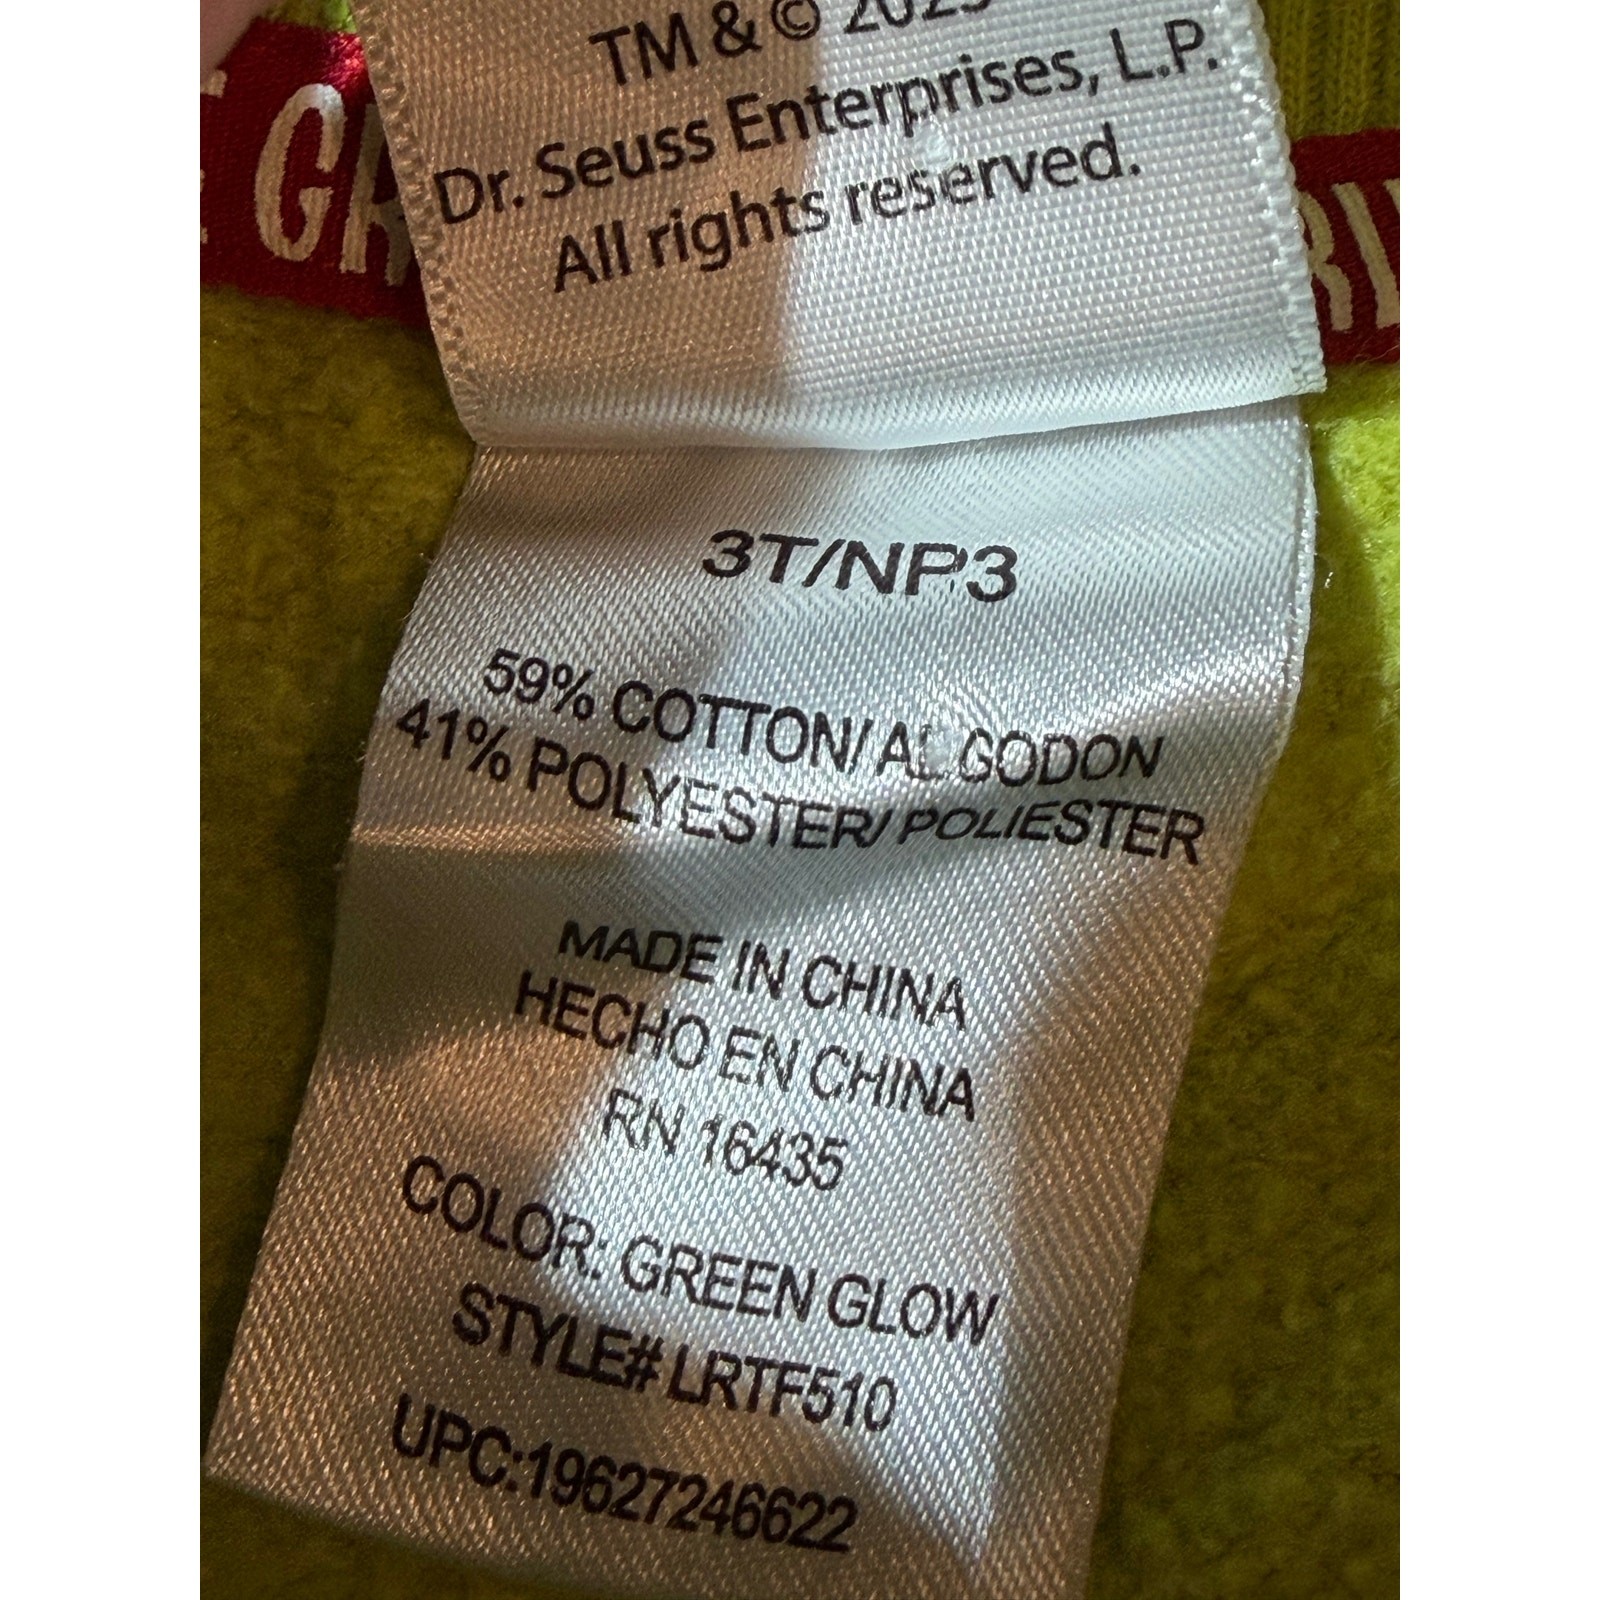 TM & ©
Dr. Seuss Enterprises, L.P.
All rights reserved.
3T/NP3
59% COTTON/ ALGODON
41% POLYESTER/ POLIESTER
MADE IN CHINA
HECHO EN CHINA
RN 16435
COLOR: GREEN GLOW
STYLE# LRTF510
UPC:19627246622